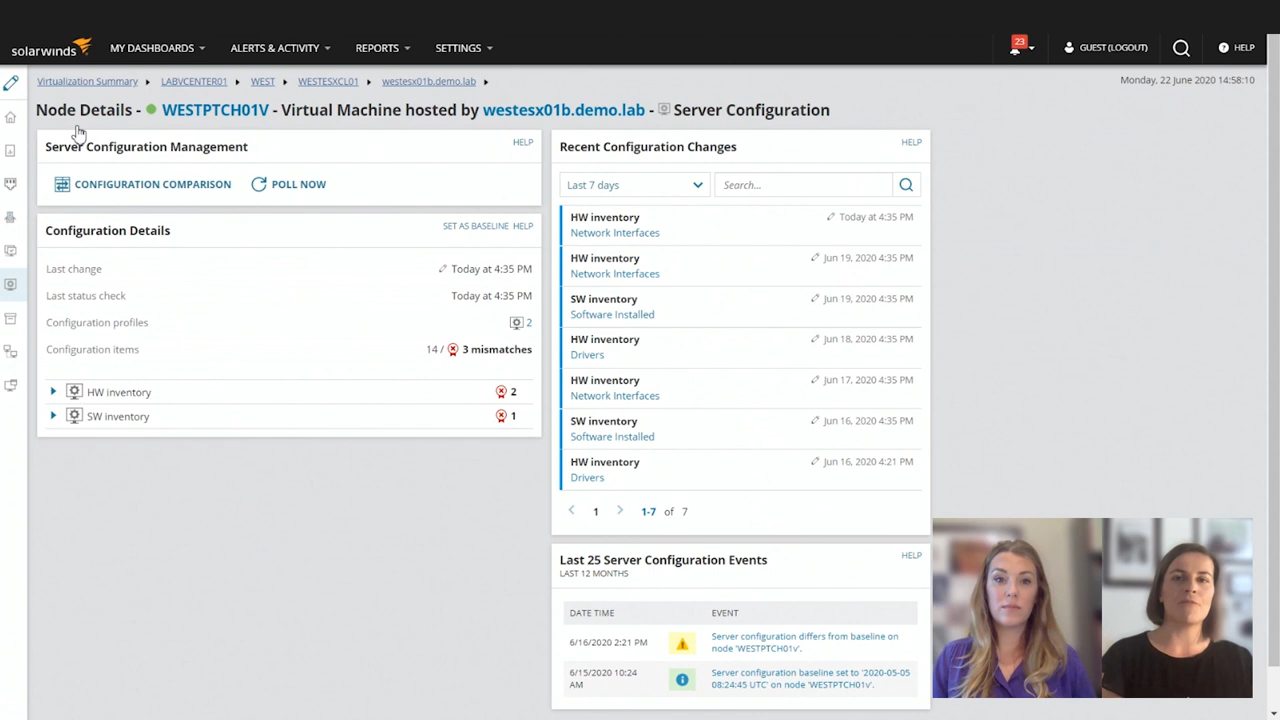 solarwinds
MY DASHBOARDS
ALERTS & ACTIVITY
REPORTS
SETTINGS
23
GUEST (LOGOUT)
HELP
Virtualization Summary
LABVCENTER01
WEST
WESTESXCL01
westesx01b.demo.lab
Monday, 22 June 2020 14:58:10
Node Details - WESTPTCH01V - Virtual Machine hosted by westesx01b.demo.lab - Server Configuration
Server Configuration Management
HELP
CONFIGURATION COMPARISON
POLL NOW
Configuration Details
SET AS BASELINE HELP
Last change
Today at 4:35 PM
Last status check
Today at 4:35 PM
Configuration profiles
2
Configuration items
14 / 3 mismatches
HW inventory
2
SW inventory
1
Recent Configuration Changes
HELP
Last 7 days
Search...
HW inventory
Today at 4:35 PM
Network Interfaces
HW inventory
Jun 19, 2020 4:35 PM
Network Interfaces
SW inventory
Jun 19, 2020 4:35 PM
Software Installed
HW inventory
Jun 18, 2020 4:35 PM
Drivers
HW inventory
Jun 17, 2020 4:35 PM
Network Interfaces
SW inventory
Jun 16, 2020 4:35 PM
Software Installed
HW inventory
Jun 16, 2020 4:21 PM
Drivers
1
1-7 of 7
Last 25 Server Configuration Events
HELP
LAST 12 MONTHS
DATE TIME
EVENT
6/16/2020 2:21 PM
Server configuration differs from baseline on
node 'WESTPTCH01v'.
6/15/2020 10:24
AM
Server configuration baseline set to '2020-05-05
08:24:45 UTC' on node 'WESTPTCH01v'.